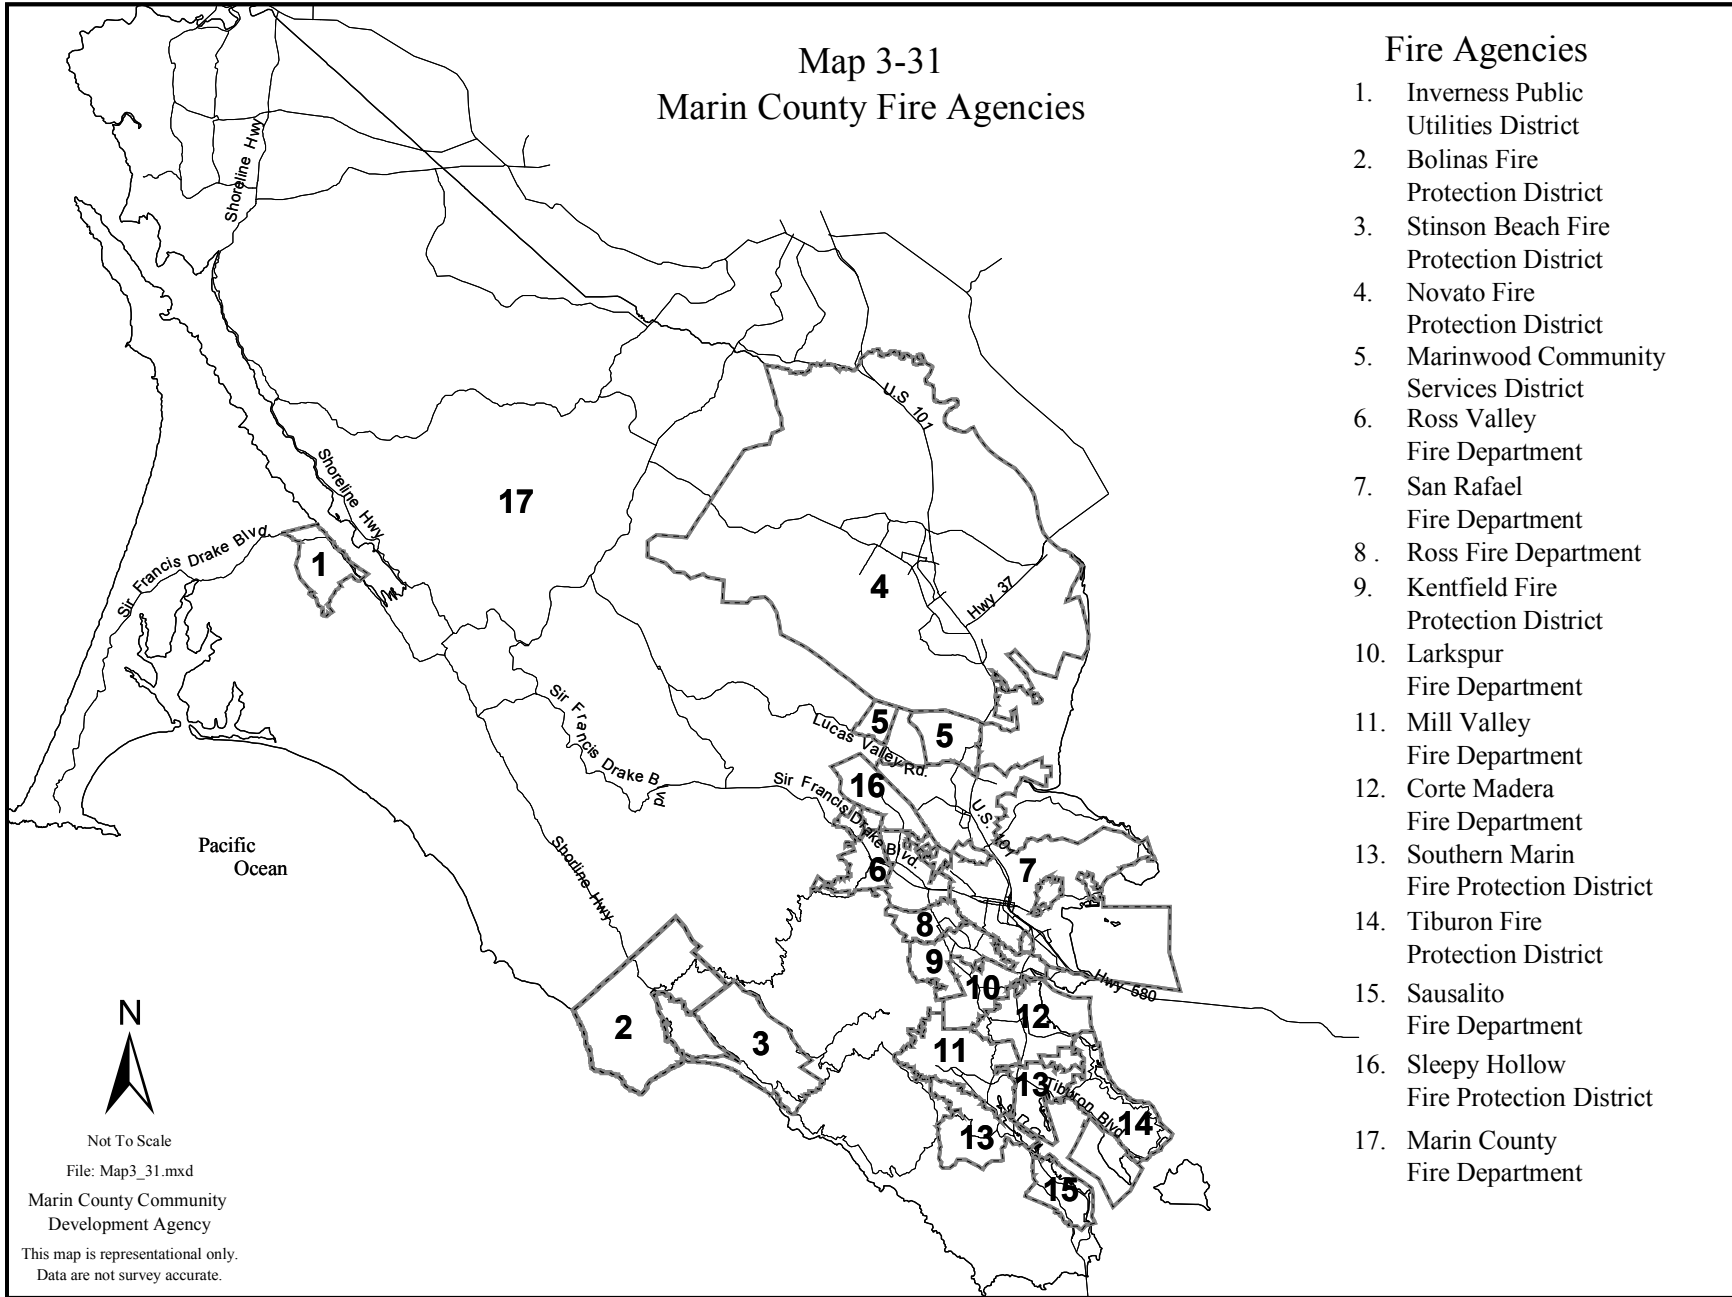 Map 3-31
Marin County Fire Agencies
Fire Agencies
1. Inverness Public
Utilities District
2. Bolinas Fire
Protection District
3. Stinson Beach Fire
Protection District
4. Novato Fire
Protection District
5. Marinwood Community
Services District
6. Ross Valley
Fire Department
7. San Rafael
Fire Department
8 . Ross Fire Department
9. Kentfield Fire
Protection District
10. Larkspur
Fire Department
11. Mill Valley
Fire Department
12. Corte Madera
Fire Department
13. Southern Marin
Fire Protection District
14. Tiburon Fire
Protection District
15. Sausalito
Fire Department
16. Sleepy Hollow
Fire Protection District
17. Marin County
Fire Department
Shoreline Hwy
U.S. 101
Shoreline Hwy
17
Sir Francis Drake Blvd
1
4
Hwy 37
Sir Francis Drake Blvd
5
5
Lucas Valley Rd.
16
Sir Francis Drake Blvd.
U.S. 101
6
7
Shorline Hwy
8
9
10
Hwy 580
12
2
3
11
13
Tiburon Blvd
14
13
15
Pacific
Ocean
N
Not To Scale
File: Map3_31.mxd
Marin County Community
Development Agency
This map is representational only.
Data are not survey accurate.